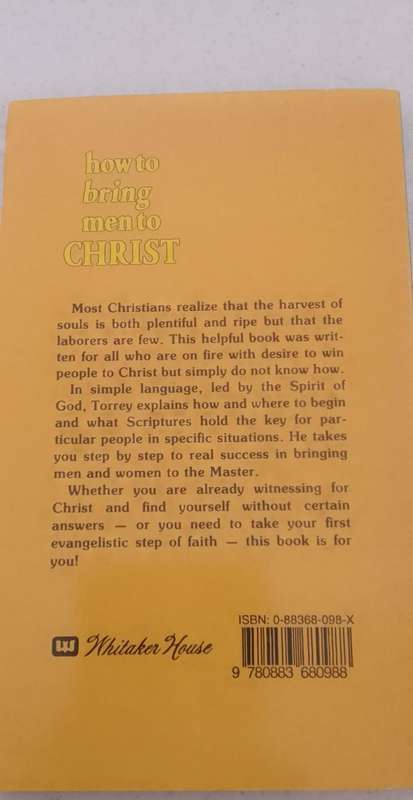 how to
bring
men to
CHRIST
Most Christians realize that the harvest of
souls is both plentiful and ripe but that the
laborers are few. This helpful book was writ-
ten for all who are on fire with desire to win
people to Christ but simply do not know how.
In simple language, led by the Spirit of
God, Torrey explains how and where to begin
and what Scriptures hold the key for par-
ticular people in specific situations. He takes
you step by step to real success in bringing
men and women to the Master.
Whether you are already witnessing for
Christ and find yourself without certain
answers — or you need to take your first
evangelistic step of faith — this book is for
you!
ISBN: 0-88368-098-X
Whitaker House
9 780883 680988